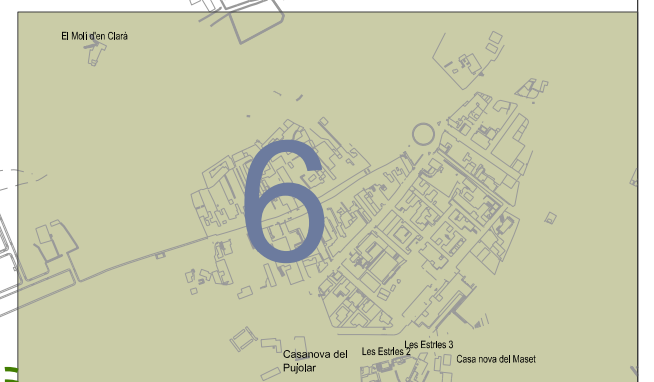 El Molí d'en Clarà
6
Les Estrles 3
Les Estrles 2
Casanova del
Pujolar
Casa nova del Maset